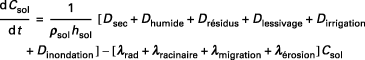 dC_sol/dt = 1/(ρ_sol h_sol) [D_sec + D_humide + D_résidus + D_lessivage + D_irrigation
+ D_inondation] − [λ_rad + λ_racinaire + λ_migration + λ_érosion] C_sol